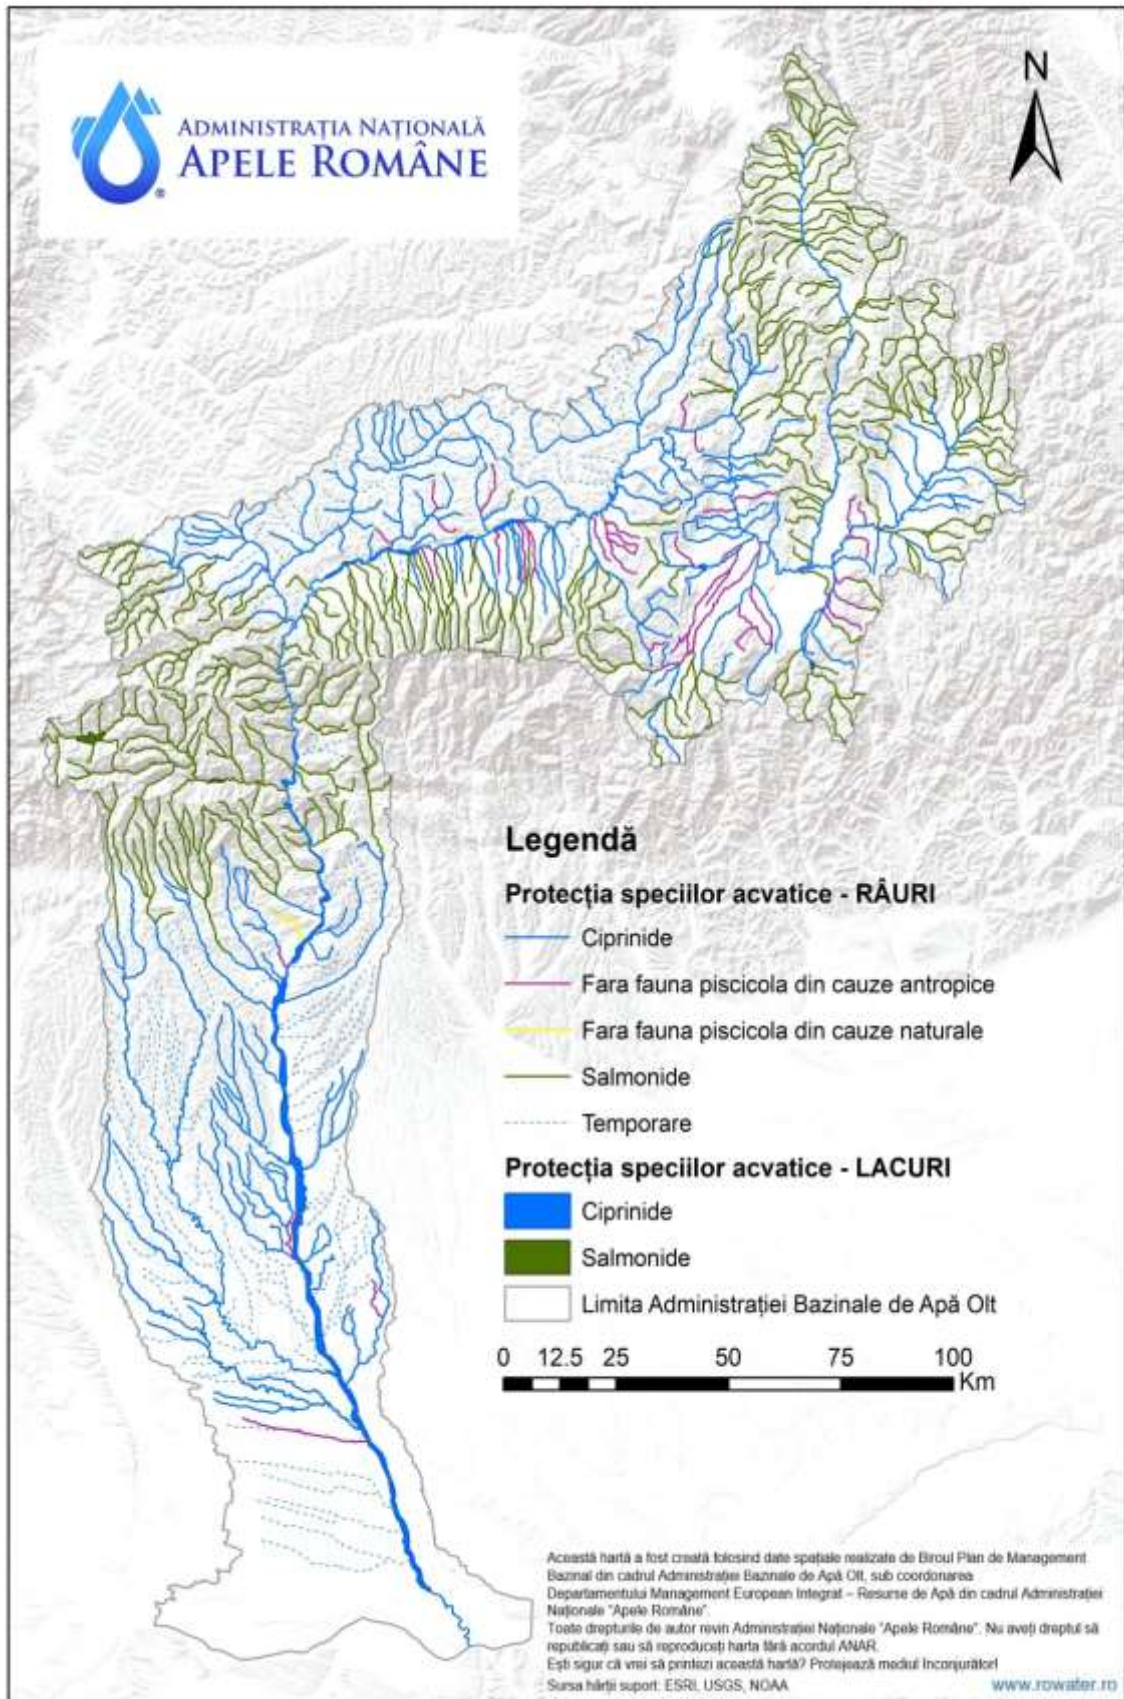 ADMINISTRAȚIA NAȚIONALĂ
APELE ROMÂNE
®
N
Legendă
Protecția speciilor acvatice - RÂURI
Ciprinide
Fara fauna piscicola din cauze antropice
Fara fauna piscicola din cauze naturale
Salmonide
Temporare
Protecția speciilor acvatice - LACURI
Ciprinide
Salmonide
Limita Administrației Bazinale de Apă Olt
0 12.5 25 50 75 100
Km
Această hartă a fost creată folosind date spațiale realizate de Biroul Plan de Management
Bazinal din cadrul Administrației Bazinale de Apă Olt, sub coordonarea
Departamentului Management European Integrat – Resurse de Apă din cadrul Administrației
Naționale "Apele Române".
Toate drepturile de autor revin Administrației Naționale "Apele Române". Nu aveți dreptul să
republicați sau să reproduceți harta fără acordul ANAR.
Ești sigur că vrei să printezi această hartă? Protejează mediul înconjurător!
Sursa hărții suport: ESRI, USGS, NOAA
www.rowater.ro